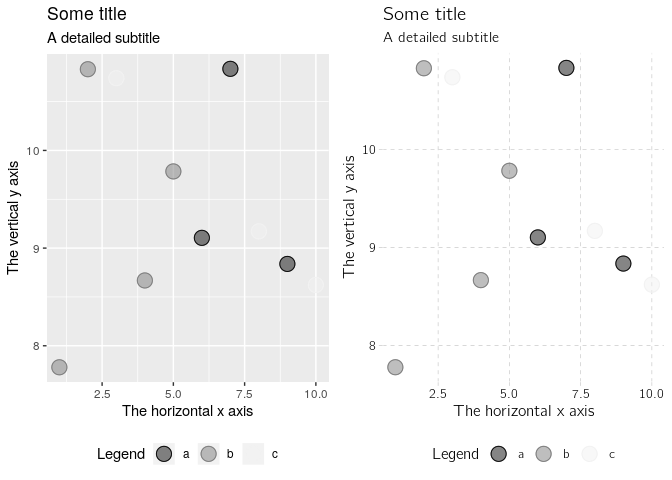 Some title
A detailed subtitle
The vertical y axis
10
9
8
2.5 5.0 7.5 10.0
The horizontal x axis
Legend a b c
Some title
A detailed subtitle
The vertical y axis
10
9
8
2.5 5.0 7.5 10.0
The horizontal x axis
Legend a b c